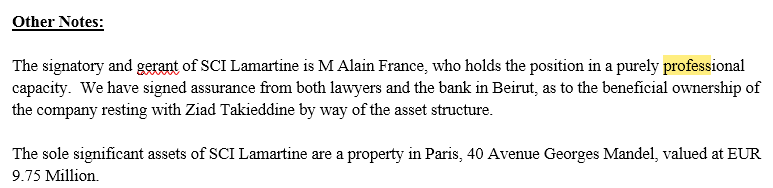 Other Notes:
The signatory and gerant of SCI Lamartine is M Alain France, who holds the position in a purely professional
capacity.  We have signed assurance from both lawyers and the bank in Beirut, as to the beneficial ownership of
the company resting with Ziad Takieddine by way of the asset structure.
The sole significant assets of SCI Lamartine are a property in Paris, 40 Avenue Georges Mandel, valued at EUR
9.75 Million.